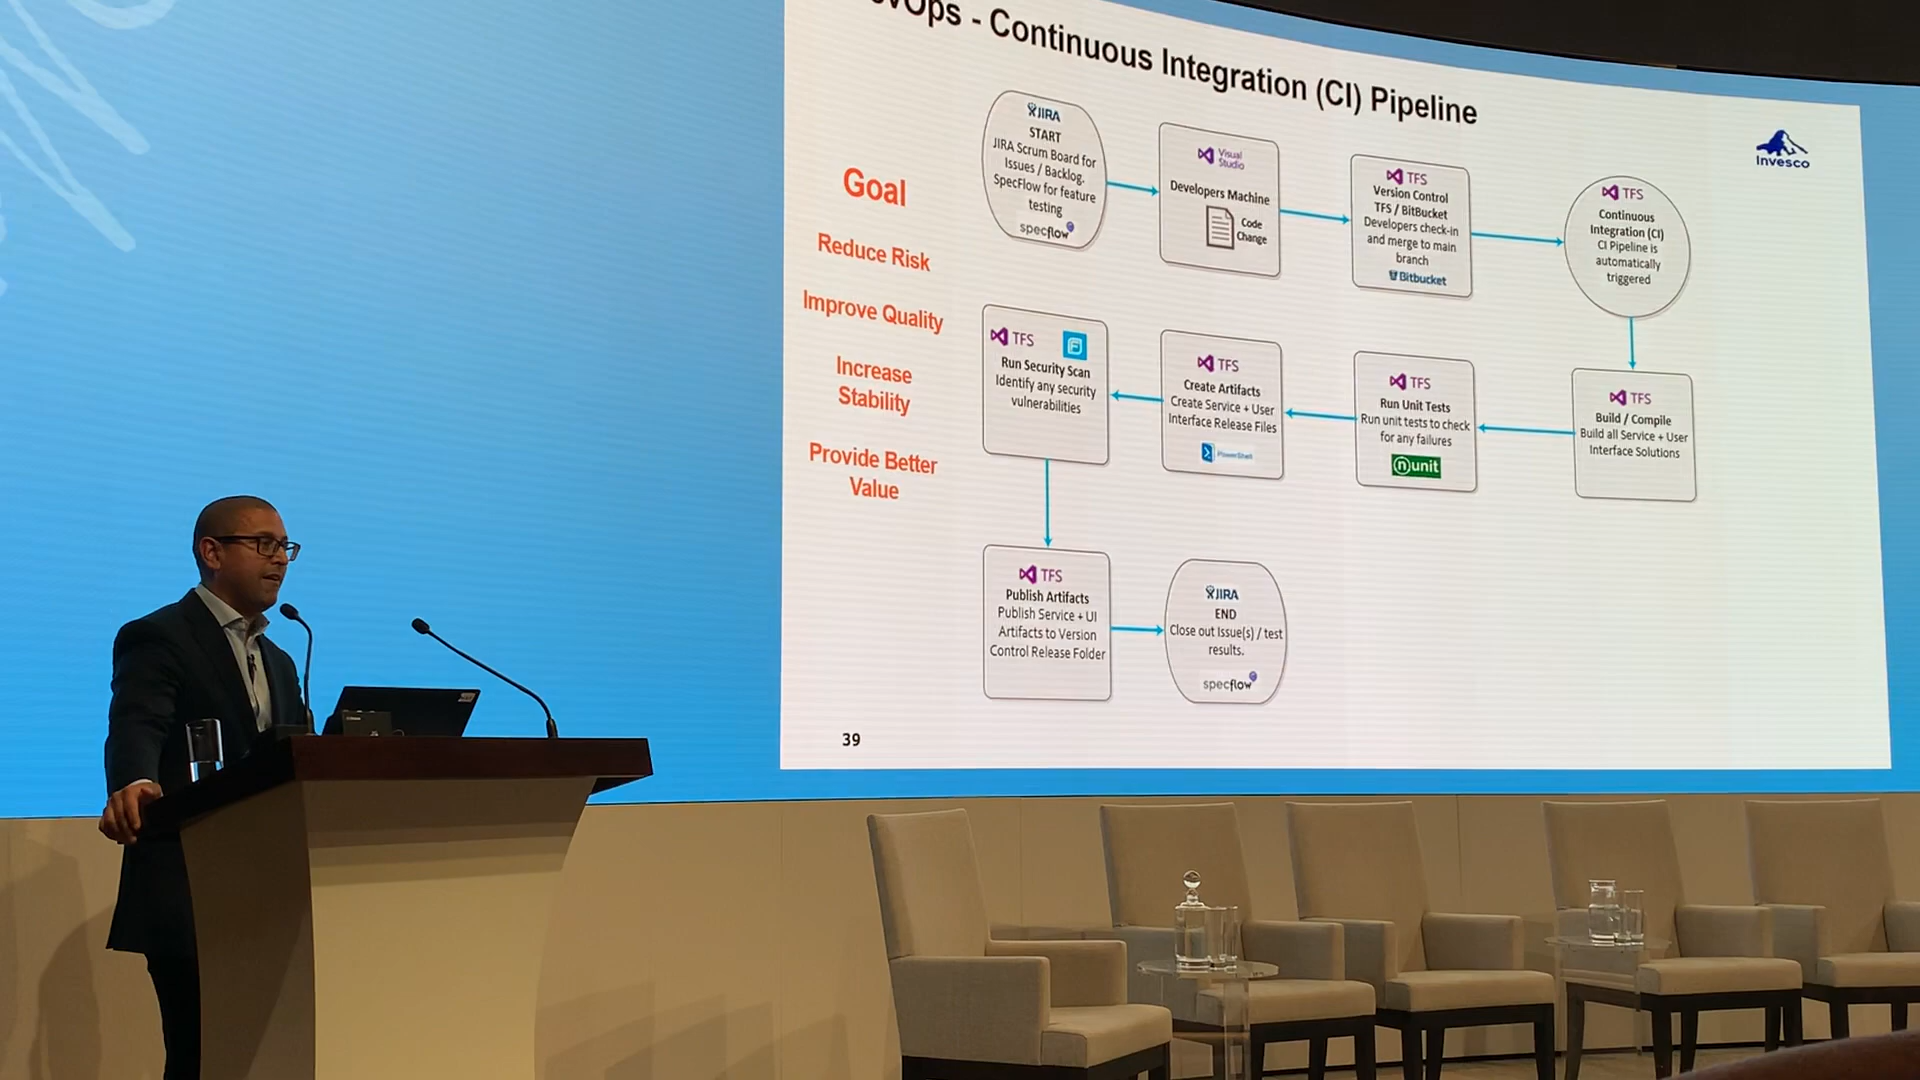 DevOps - Continuous Integration (CI) Pipeline
Invesco
Goal
Reduce Risk
Improve Quality
Increase
Stability
Provide Better
Value
JIRA
START
JIRA Scrum Board for
Issues / Backlog.
SpecFlow for feature
testing
specflow
Visual
Studio
Developers Machine
Code
Change
TFS
Version Control
TFS / BitBucket
Developers check-in
and merge to main
branch
Bitbucket
TFS
Continuous
Integration (CI)
CI Pipeline is
automatically
triggered
TFS
Build / Compile
Build all Service + User
Interface Solutions
TFS
Run Unit Tests
Run unit tests to check
for any failures
nunit
TFS
Create Artifacts
Create Service + User
Interface Release Files
PowerShell
TFS
Run Security Scan
Identify any security
vulnerabilities
TFS
Publish Artifacts
Publish Service + UI
Artifacts to Version
Control Release Folder
JIRA
END
Close out Issue(s) / test
results.
specflow
39